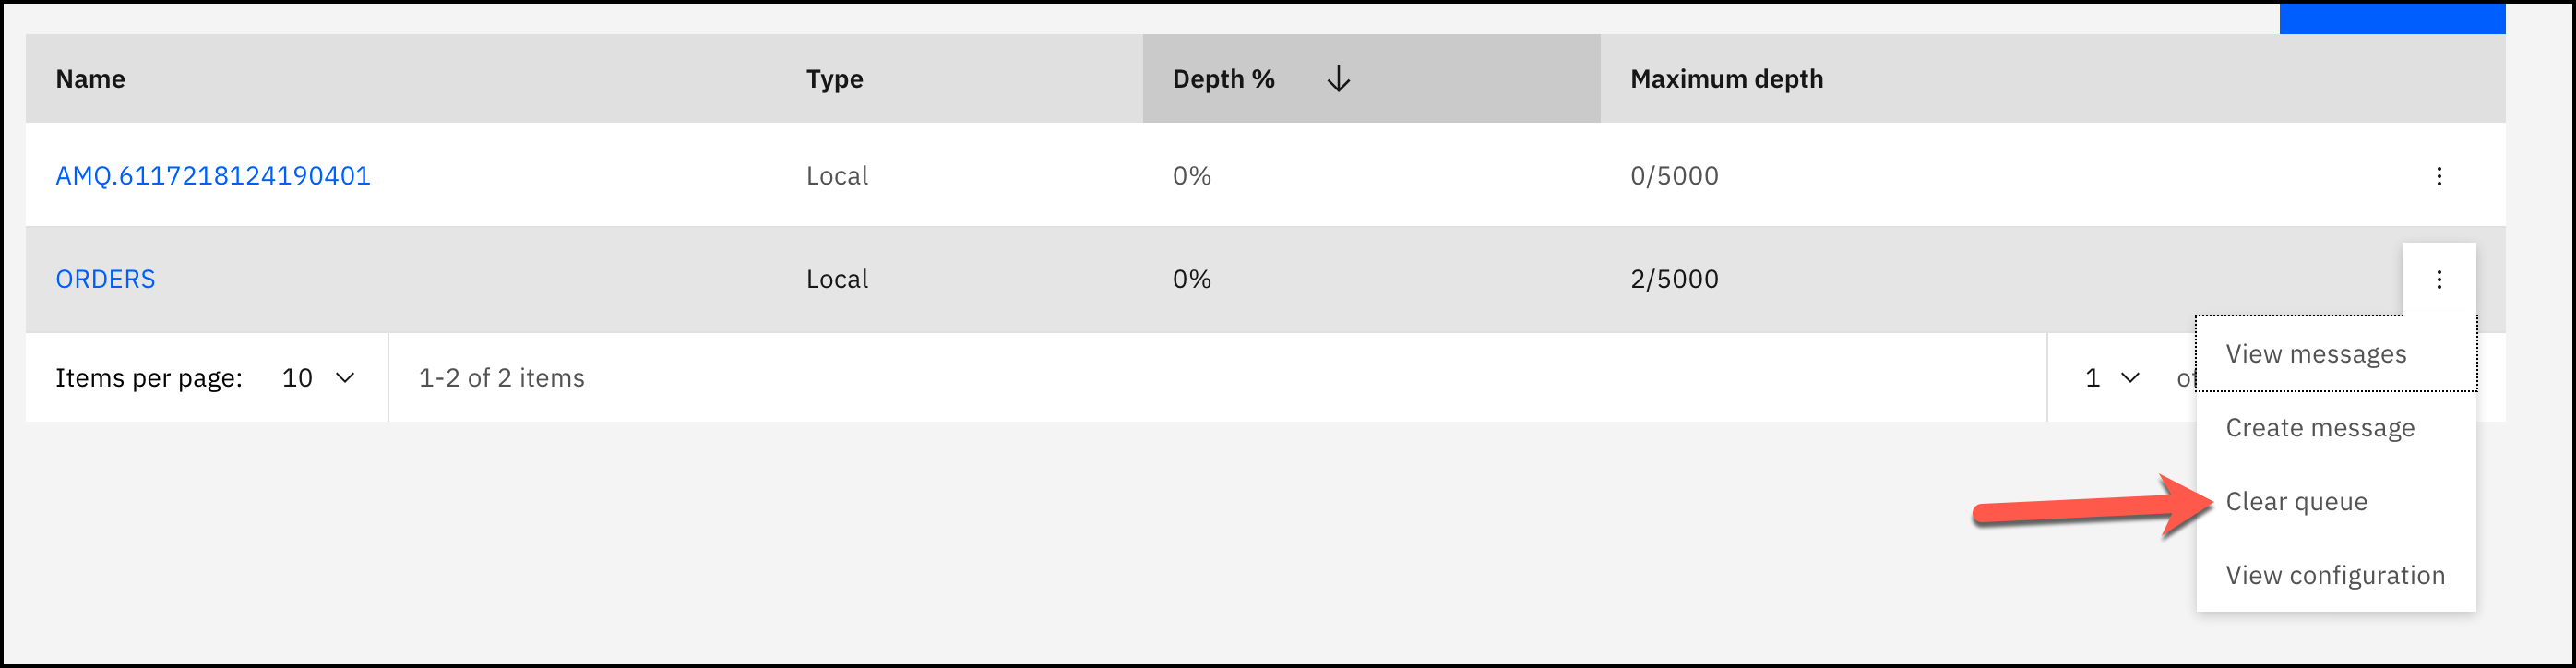 Name Type Depth % Maximum depth
AMQ.6117218124190401 Local 0% 0/5000
ORDERS Local 0% 2/5000
Items per page: 10 1-2 of 2 items 1
View messages
Create message
Clear queue
View configuration